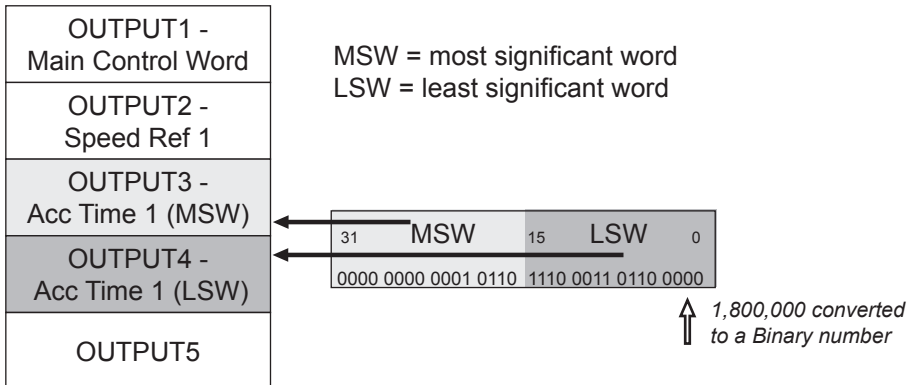 OUTPUT1 -
Main Control Word
OUTPUT2 -
Speed Ref 1
OUTPUT3 -
Acc Time 1 (MSW)
OUTPUT4 -
Acc Time 1 (LSW)
OUTPUT5
MSW = most significant word
LSW = least significant word
31 MSW 15 LSW 0
0000 0000 0001 0110 1110 0011 0110 0000
1,800,000 converted
to a Binary number